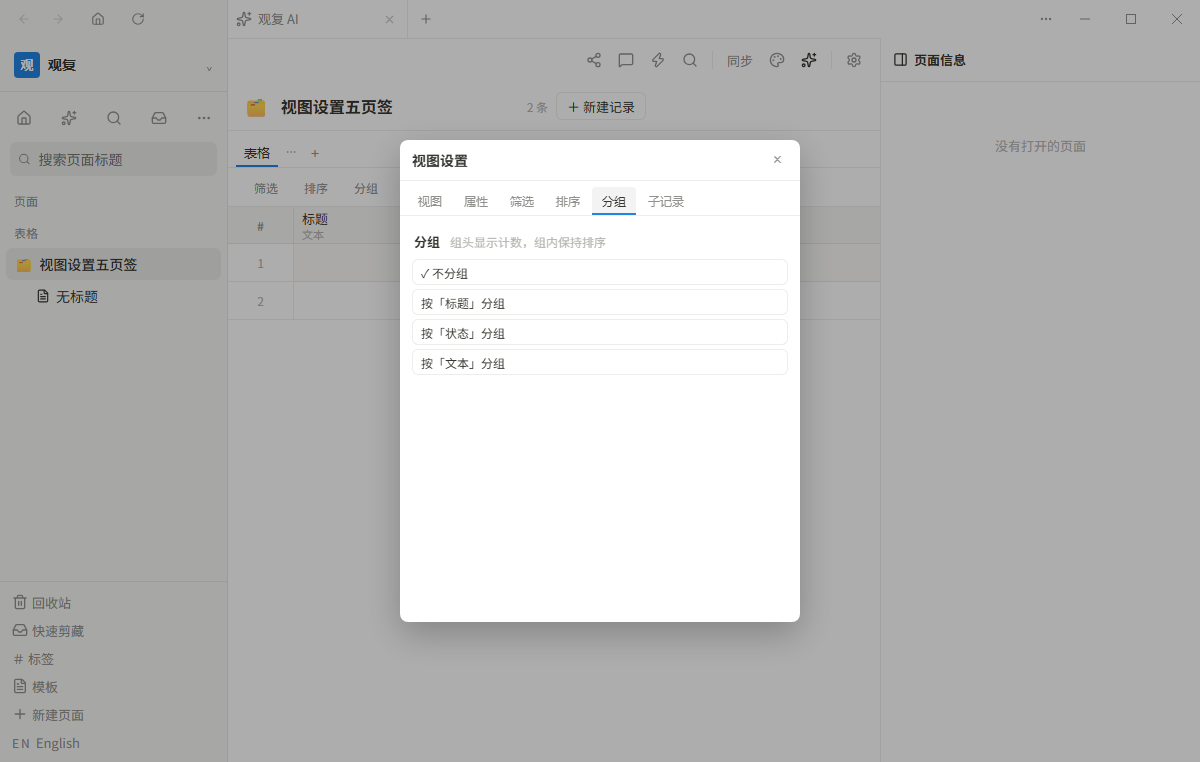 观复 AI
观 观复
搜索页面标题
页面
表格
视图设置五页签
无标题
回收站
快速剪藏
# 标签
模板
新建页面
EN English
同步
视图设置五页签
2 条
+ 新建记录
表格 ... +
筛选 排序 分组
# 标题
文本
1
2
视图设置
视图 属性 筛选 排序 分组 子记录
分组 组头显示计数，组内保持排序
✓ 不分组
按「标题」分组
按「状态」分组
按「文本」分组
页面信息
没有打开的页面